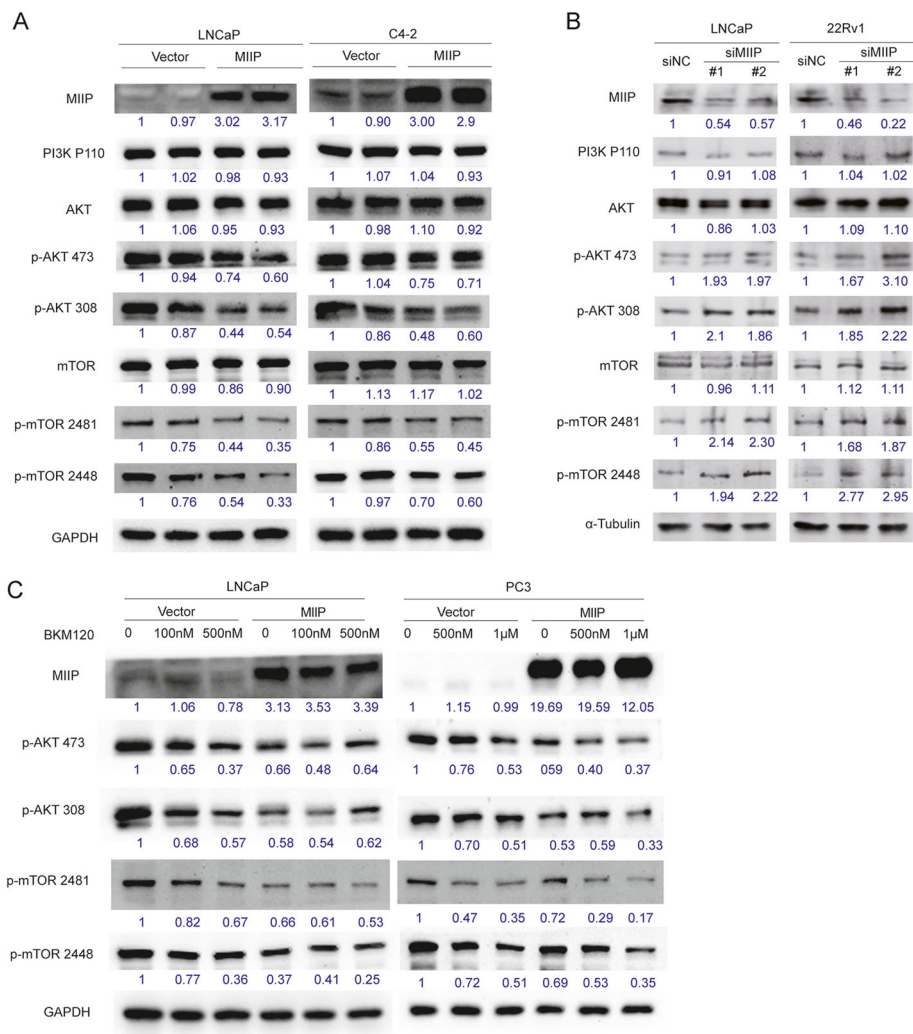 A
LNCaP
C4-2
Vector
MIIP
Vector
MIIP
MIIP
1 0.97 3.02 3.17
1 0.90 3.00 2.9
PI3K P110
1 1.02 0.98 0.93
1 1.07 1.04 0.93
AKT
1 1.06 0.95 0.93
1 0.98 1.10 0.92
p-AKT 473
1 0.94 0.74 0.60
1 1.04 0.75 0.71
p-AKT 308
1 0.87 0.44 0.54
1 0.86 0.48 0.60
mTOR
1 0.99 0.86 0.90
1 1.13 1.17 1.02
p-mTOR 2481
1 0.75 0.44 0.35
1 0.86 0.55 0.45
p-mTOR 2448
1 0.76 0.54 0.33
1 0.97 0.70 0.60
GAPDH
B
LNCaP
22Rv1
siNC
siMIIP
siNC
siMIIP
#1 #2
#1 #2
MIIP
1 0.54 0.57
1 0.46 0.22
PI3K P110
1 0.91 1.08
1 1.04 1.02
AKT
1 0.86 1.03
1 1.09 1.10
p-AKT 473
1 1.93 1.97
1 1.67 3.10
p-AKT 308
1 2.1 1.86
1 1.85 2.22
mTOR
1 0.96 1.11
1 1.12 1.11
p-mTOR 2481
1 2.14 2.30
1 1.68 1.87
p-mTOR 2448
1 1.94 2.22
1 2.77 2.95
α-Tubulin
C
LNCaP
PC3
Vector
MIIP
Vector
MIIP
BKM120
0 100nM 500nM 0 100nM 500nM
0 500nM 1μM 0 500nM 1μM
MIIP
1 1.06 0.78 3.13 3.53 3.39
1 1.15 0.99 19.69 19.59 12.05
p-AKT 473
1 0.65 0.37 0.66 0.48 0.64
1 0.76 0.53 059 0.40 0.37
p-AKT 308
1 0.68 0.57 0.58 0.54 0.62
1 0.70 0.51 0.53 0.59 0.33
p-mTOR 2481
1 0.82 0.67 0.66 0.61 0.53
1 0.47 0.35 0.72 0.29 0.17
p-mTOR 2448
1 0.77 0.36 0.37 0.41 0.25
1 0.72 0.51 0.69 0.53 0.35
GAPDH